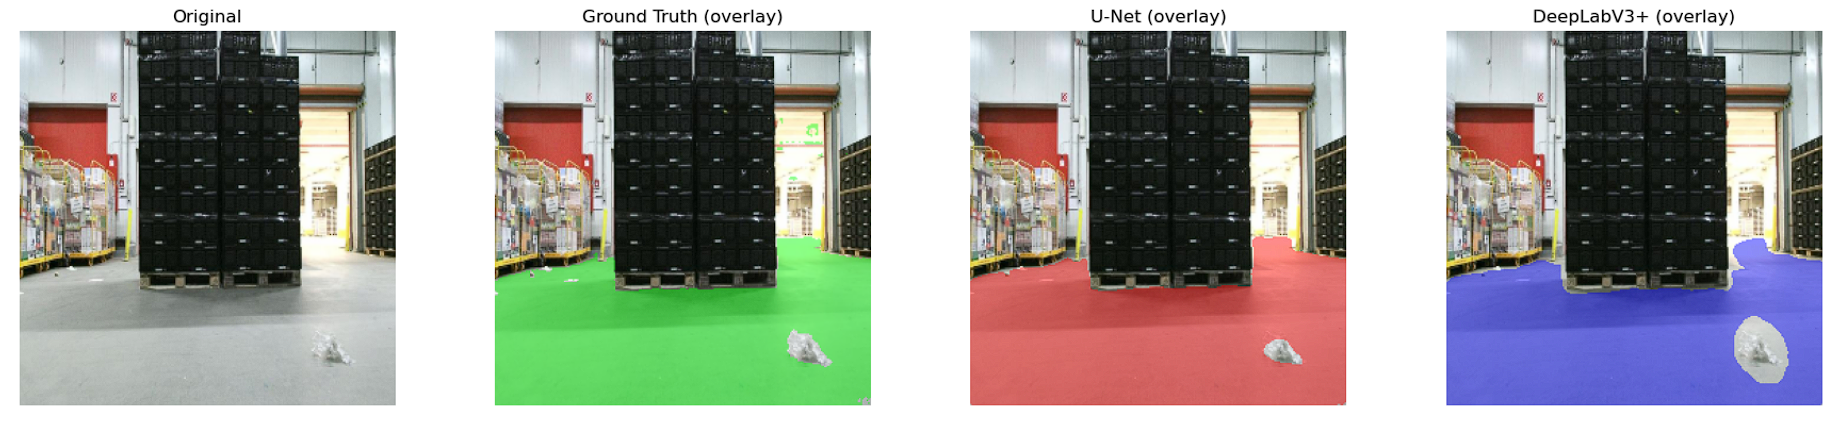 Original
Ground Truth (overlay)
U-Net (overlay)
DeepLabV3+ (overlay)